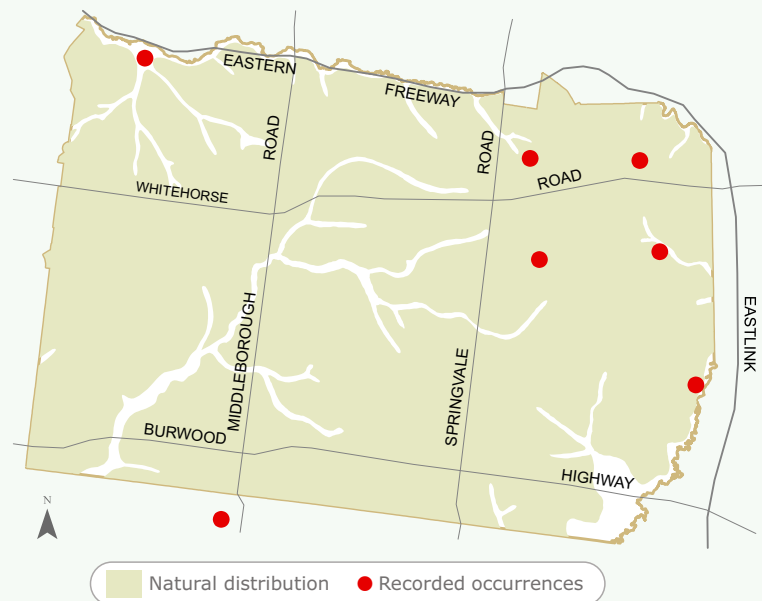 EASTERN
FREEWAY
ROAD
ROAD
ROAD
WHITEHORSE
EASTLINK
MIDDLEBOROUGH
SPRINGVALE
BURWOOD
HIGHWAY
N
Natural distribution
Recorded occurrences